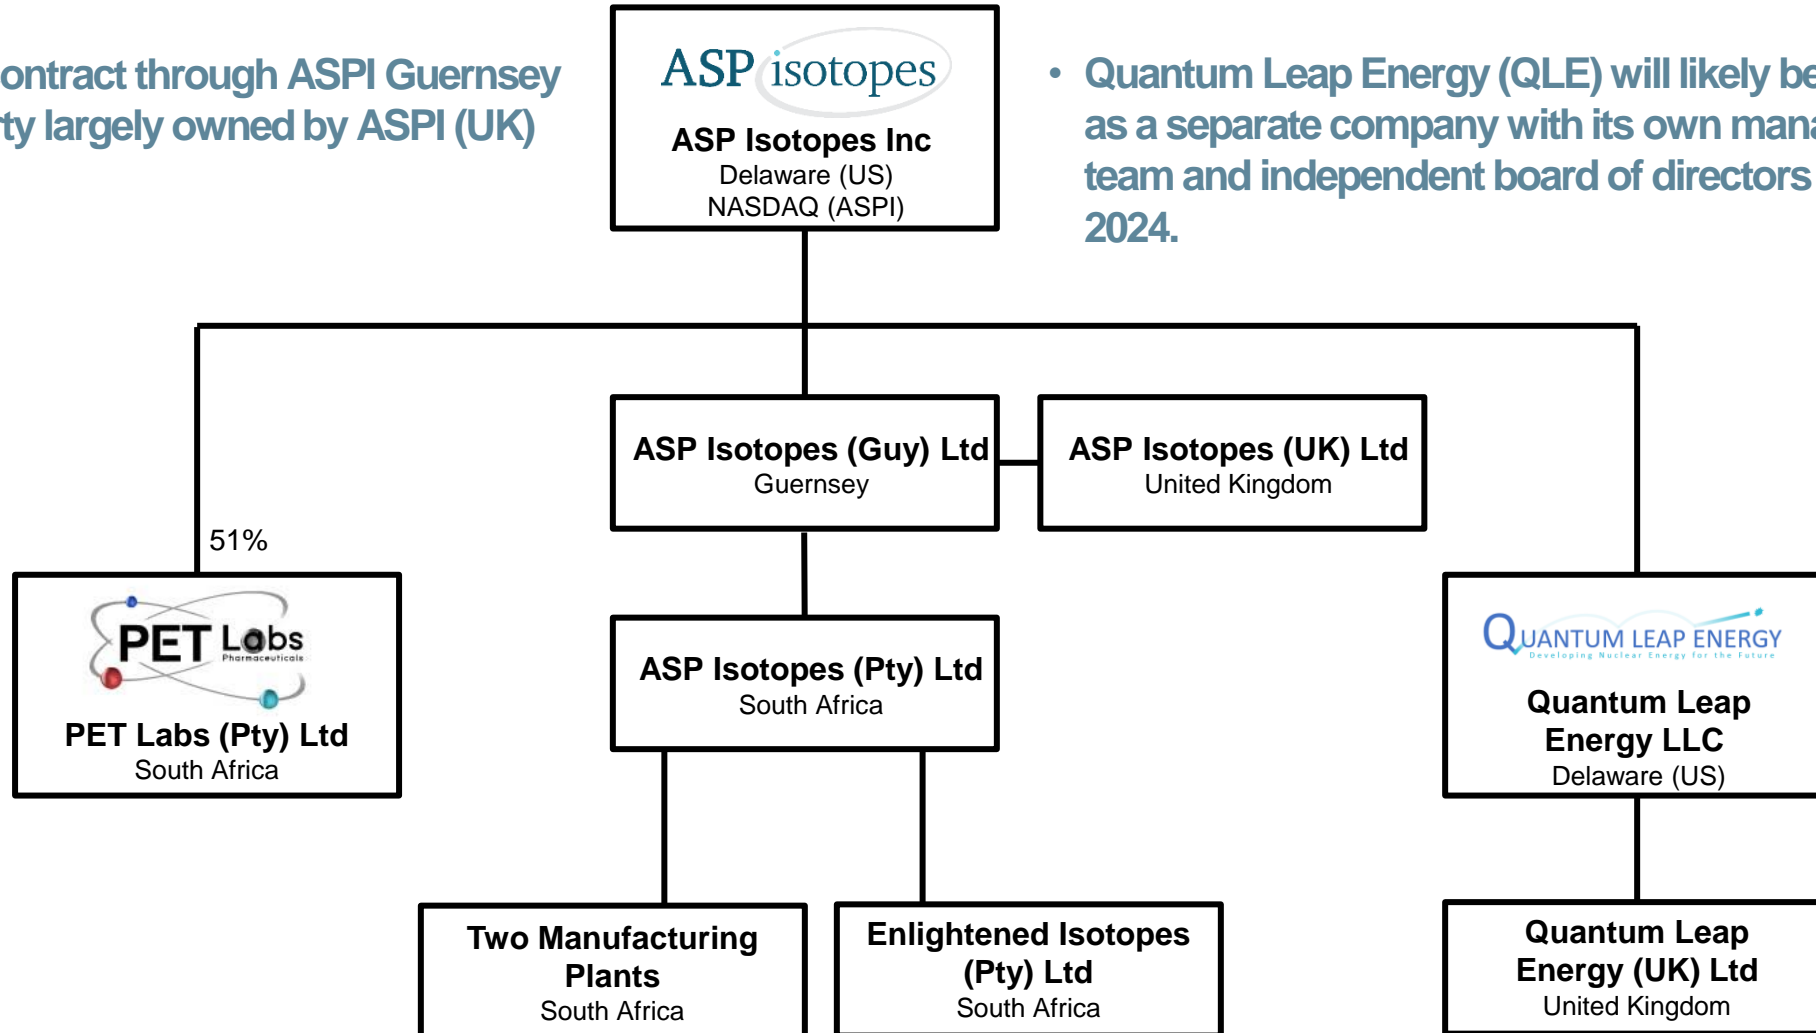 ontract through ASPI Guernsey
ty largely owned by ASPI (UK)
ASP isotopes
ASP Isotopes Inc
Delaware (US)
NASDAQ (ASPI)
• Quantum Leap Energy (QLE) will likely be
as a separate company with its own mana
team and independent board of directors
2024.
ASP Isotopes (Guy) Ltd
Guernsey
ASP Isotopes (UK) Ltd
United Kingdom
51%
PET Labs
Pharmaceuticals
PET Labs (Pty) Ltd
South Africa
ASP Isotopes (Pty) Ltd
South Africa
QUANTUM LEAP ENERGY
Developing Nuclear Energy for the Future
Quantum Leap
Energy LLC
Delaware (US)
Two Manufacturing
Plants
South Africa
Enlightened Isotopes
(Pty) Ltd
South Africa
Quantum Leap
Energy (UK) Ltd
United Kingdom